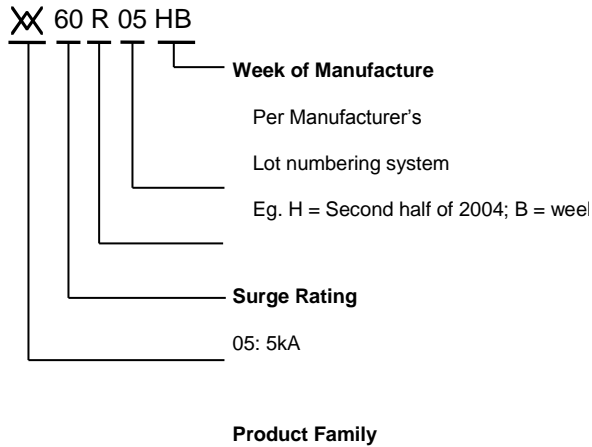 60 R 05 HB
Week of Manufacture
Per Manufacturer's
Lot numbering system
Eg. H = Second half of 2004; B = week
Surge Rating
05: 5kA
Product Family